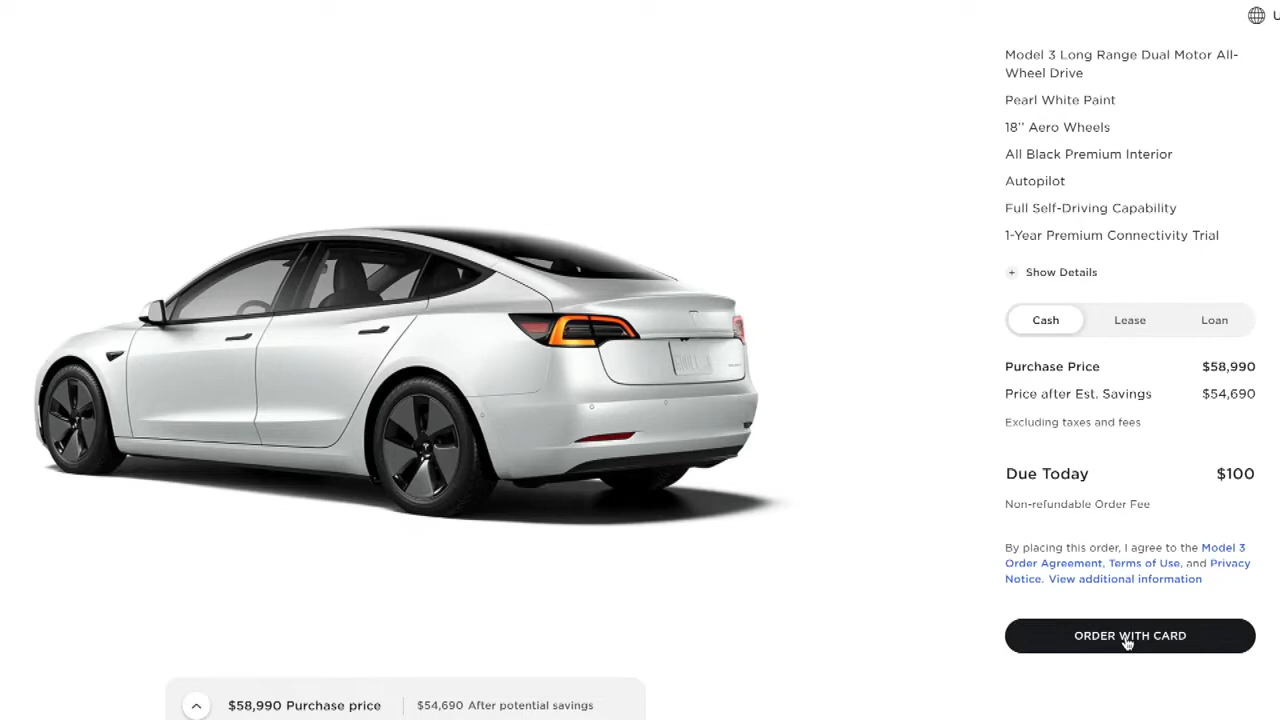 Model 3 Long Range Dual Motor All-
Wheel Drive
Pearl White Paint
18’’ Aero Wheels
All Black Premium Interior
Autopilot
Full Self-Driving Capability
1-Year Premium Connectivity Trial
+ Show Details
Cash Lease Loan
Purchase Price $58,990
Price after Est. Savings $54,690
Excluding taxes and fees
Due Today $100
Non-refundable Order Fee
By placing this order, I agree to the Model 3
Order Agreement, Terms of Use, and Privacy
Notice. View additional information
ORDER WITH CARD
$58,990 Purchase price $54,690 After potential savings